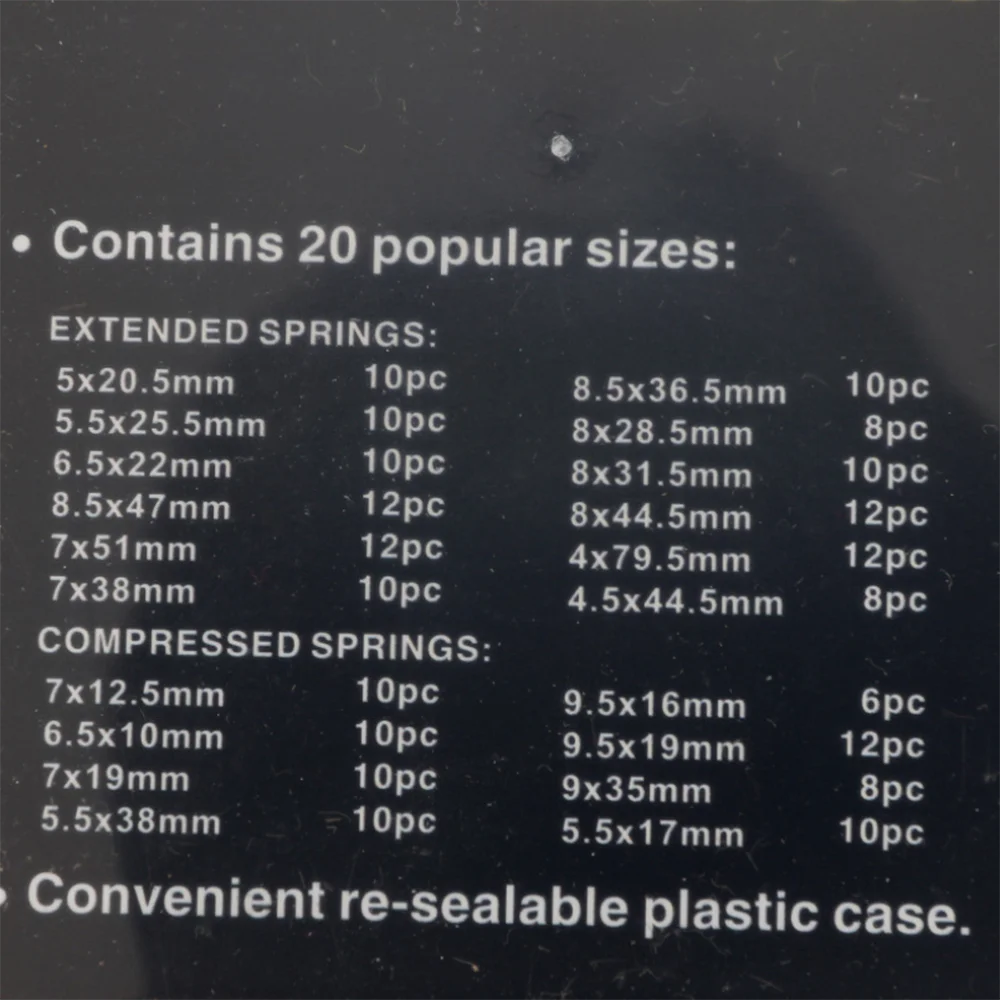 • Contains 20 popular sizes:
EXTENDED SPRINGS:
5x20.5mm 10pc 8.5x36.5mm 10pc
5.5x25.5mm 10pc 8x28.5mm 8pc
6.5x22mm 10pc 8x31.5mm 10pc
8.5x47mm 12pc 8x44.5mm 12pc
7x51mm 12pc 4x79.5mm 12pc
7x38mm 10pc 4.5x44.5mm 8pc
COMPRESSED SPRINGS:
7x12.5mm 10pc 9.5x16mm 6pc
6.5x10mm 10pc 9.5x19mm 12pc
7x19mm 10pc 9x35mm 8pc
5.5x38mm 10pc 5.5x17mm 10pc
• Convenient re-sealable plastic case.